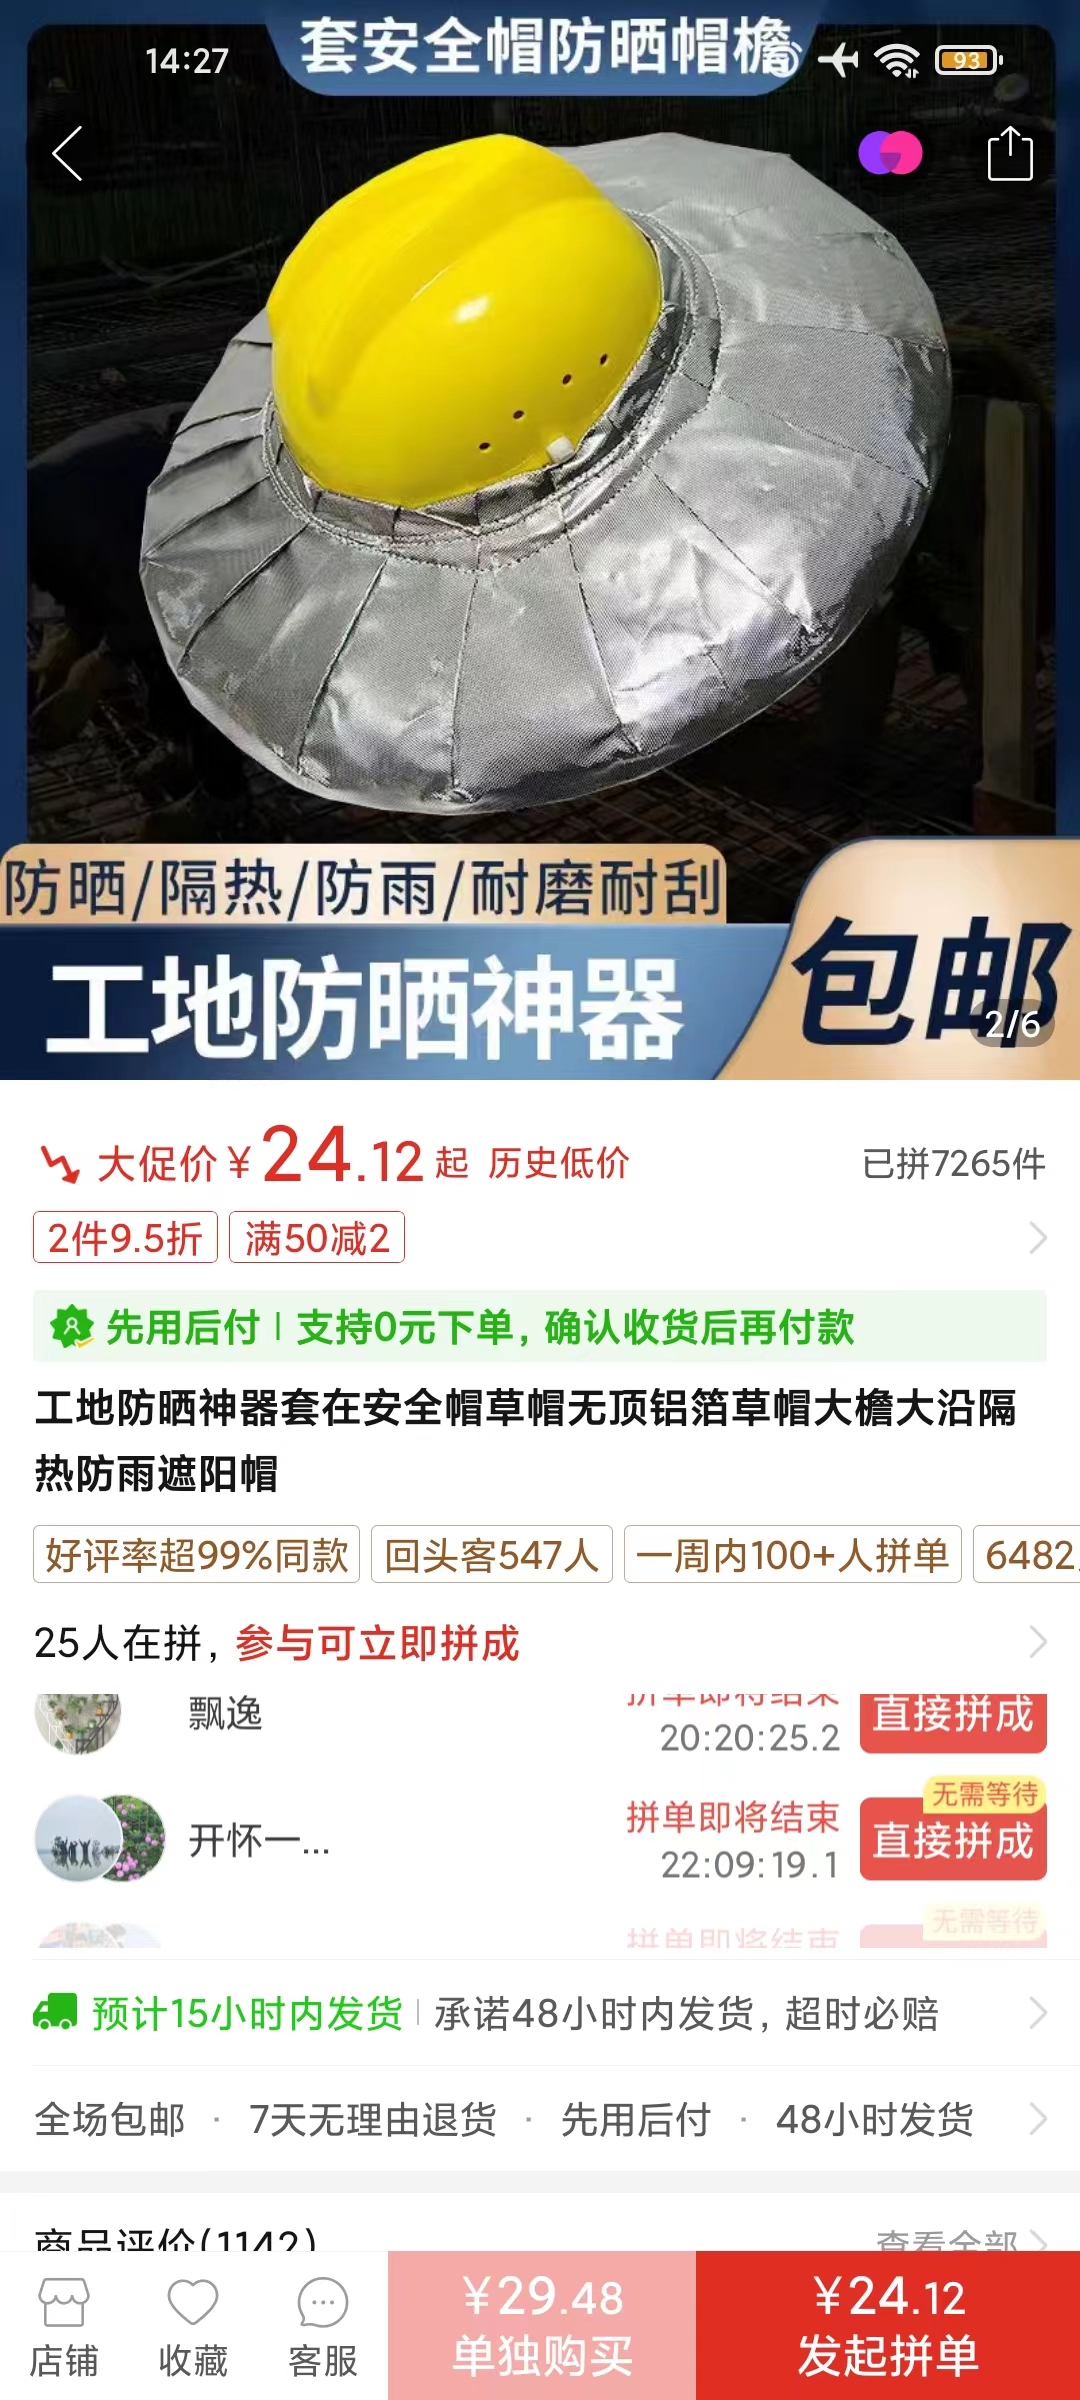 套安全帽防晒帽檐
14:27
93
防晒/隔热/防雨/耐磨耐刮
工地防晒神器
包邮
2/6
大促价¥24.12起 历史低价
已拼7265件
2件9.5折 满50减2
先用后付 | 支持0元下单, 确认收货后再付款
工地防晒神器套在安全帽草帽无顶铝箔草帽大檐大沿隔
热防雨遮阳帽
好评率超99%同款 回头客547人 一周内100+人拼单 6482
25人在拼, 参与可立即拼成
飘逸
拼单即将结束
20:20:25.2
直接拼成
开怀一...
拼单即将结束
22:09:19.1
无需等待
直接拼成
拼单即将结束
无需等待
预计15小时内发货 | 承诺48小时内发货, 超时必赔
全场包邮 · 7天无理由退货 · 先用后付 · 48小时发货
商品评价(1142)
查看全部
店铺
收藏
客服
¥29.48
单独购买
¥24.12
发起拼单